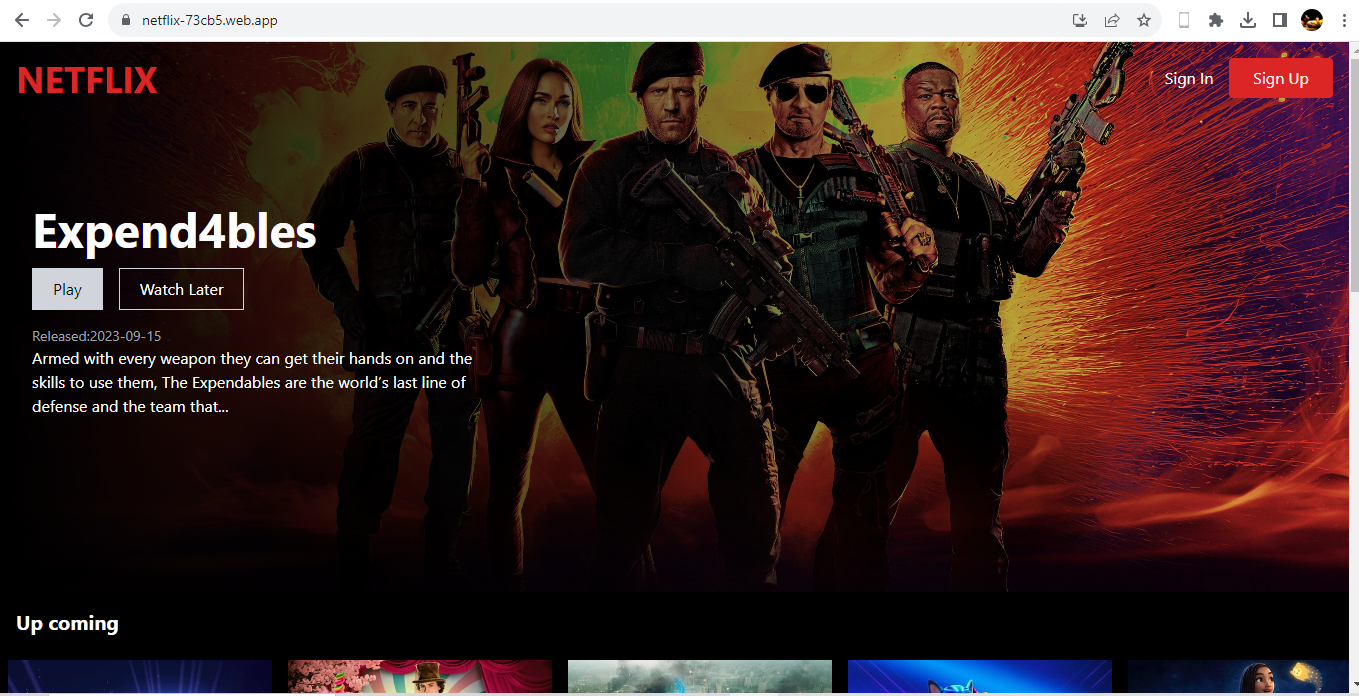 netflix-73cb5.web.app
NETFLIX
Sign In
Sign Up
Expend4bles
Play
Watch Later
Released:2023-09-15
Armed with every weapon they can get their hands on and the
skills to use them, The Expendables are the world’s last line of
defense and the team that...
Up coming